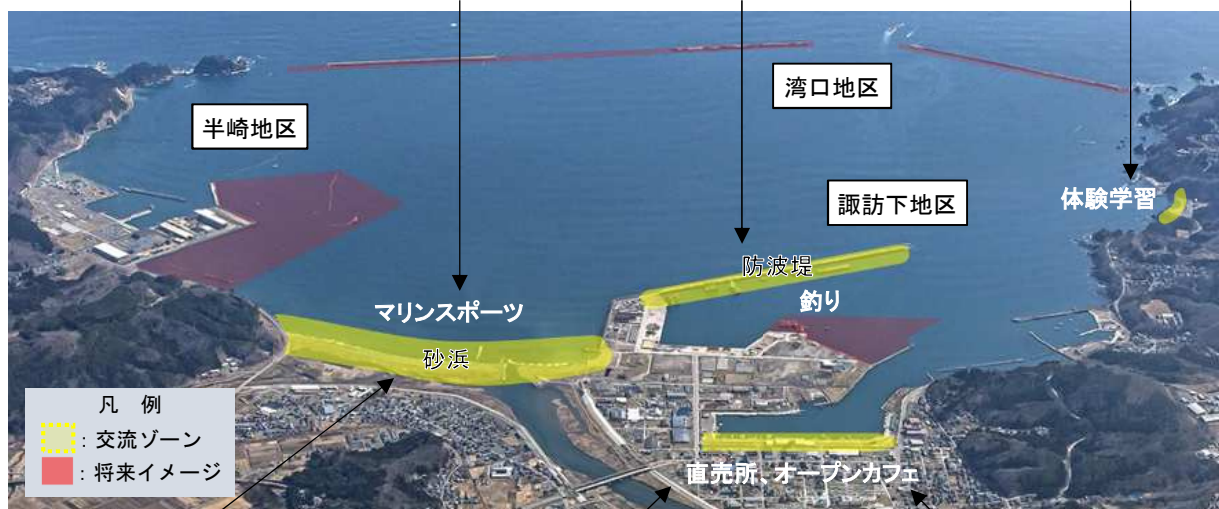 半崎地区
湾口地区
諏訪下地区
体験学習
防波堤
釣り
マリンスポーツ
砂浜
凡 例
：交流ゾーン
：将来イメージ
直売所、オープンカフェ